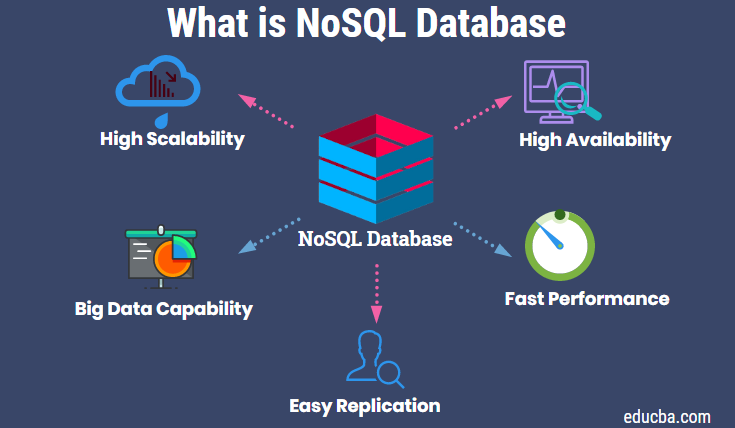 What is NoSQL Database
High Scalability
High Availability
NoSQL Database
Big Data Capability
Fast Performance
Easy Replication
educba.com